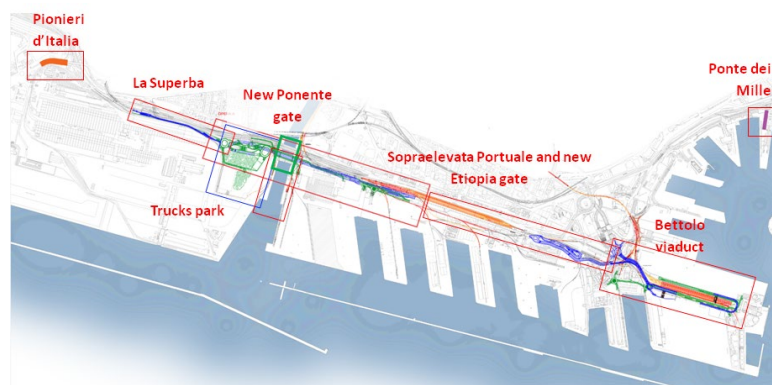 Pionieri
d'Italia
La Superba
New Ponente
gate
Ponte dei
Mille
Sopraelevata Portuale and new
Etiopia gate
Trucks park
Bettolo
viaduct